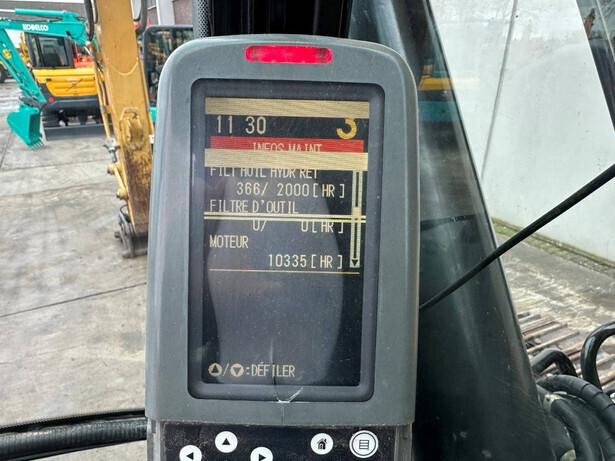 KOBELCO
11 30 3
INFOS MAINT
FILT HUIL HYDR RET
366/ 2000[HR]
FILTRE D'OUTIL
0/ 0[HR]
MOTEUR
10335[HR]
/ :DÉFILER